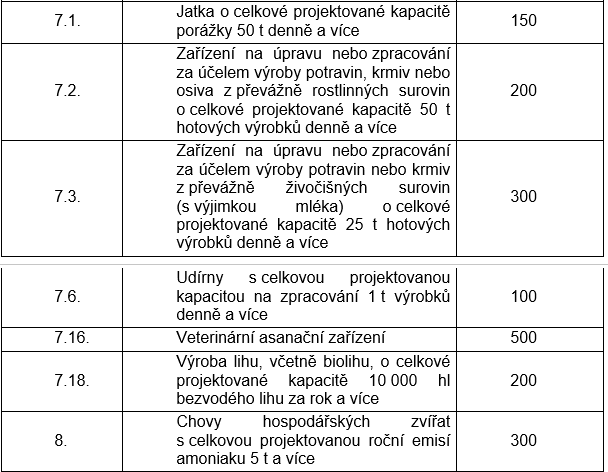 7.1. Jatka o celkové projektované kapacitě
porážky 50 t denně a více 150
Zařízení na úpravu nebo zpracování
za účelem výroby potravin, krmiv nebo
7.2. osiva z převážně rostlinných surovin 200
o celkové projektované kapacitě 50 t
hotových výrobků denně a více
Zařízení na úpravu nebo zpracování
za účelem výroby potravin nebo krmiv
7.3. z převážně živočišných surovin 300
(s výjimkou mléka) o celkové
projektované kapacitě 25 t hotových
výrobků denně a více
Udírny s celkovou projektovanou
7.6. kapacitou na zpracování 1 t výrobků 100
denně a více
7.16. Veterinární asanační zařízení 500
Výroba lihu, včetně biolihu, o celkové
7.18. projektované kapacitě 10 000 hl 200
bezvodého lihu za rok a více
Chovy hospodářských zvířat
8. s celkovou projektovanou roční emisí 300
amoniaku 5 t a více